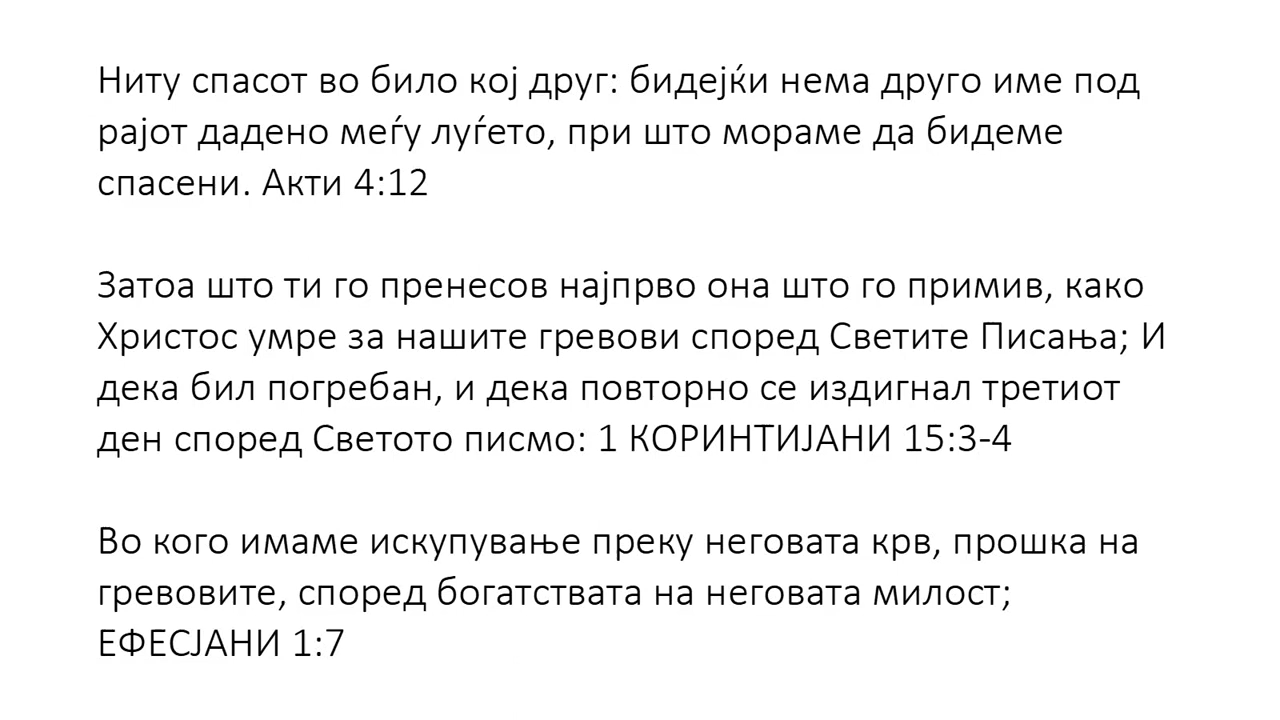 Ниту спасот во било кој друг: бидејќи нема друго име под
рајот дадено меѓу луѓето, при што мораме да бидеме
спасени. Акти 4:12
Затоа што ти го пренесов најпрво она што го примив, како
Христос умре за нашите гревови според Светите Писања; И
дека бил погребан, и дека повторно се издигнал третиот
ден според Светото писмо: 1 КОРИНТИЈАНИ 15:3-4
Во кого имаме искупување преку неговата крв, прошка на
гревовите, според богатствата на неговата милост;
ЕФЕСЈАНИ 1:7